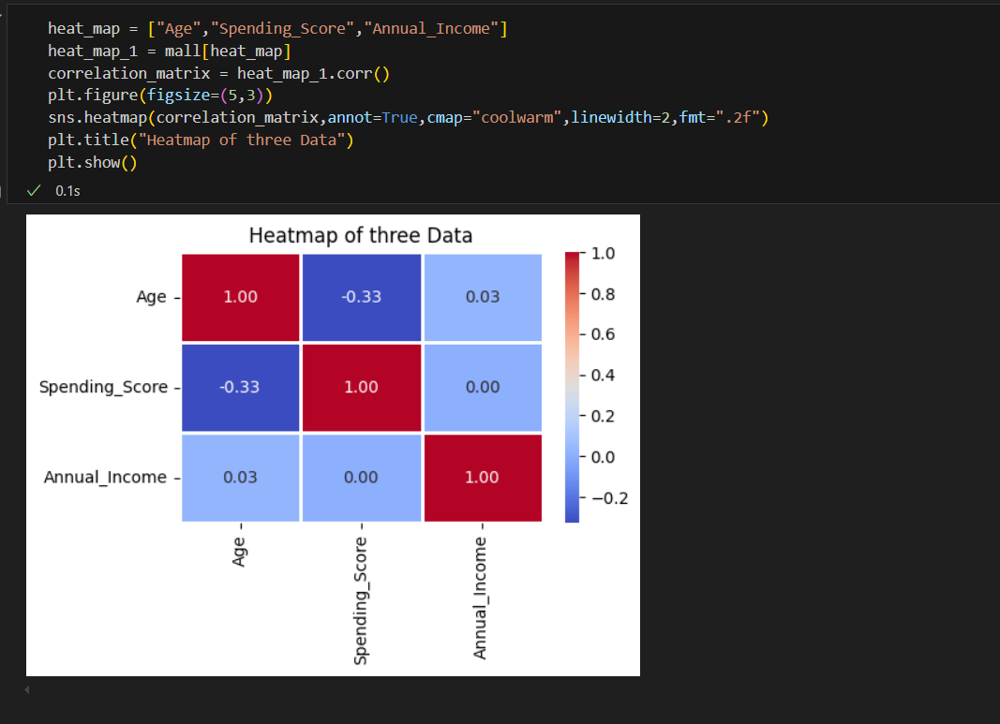 heat_map = ["Age","Spending_Score","Annual_Income"]
heat_map_1 = mall[heat_map]
correlation_matrix = heat_map_1.corr()
plt.figure(figsize=(5,3))
sns.heatmap(correlation_matrix,annot=True,cmap="coolwarm",linewidth=2,fmt=".2f")
plt.title("Heatmap of three Data")
plt.show()
0.1s
Heatmap of three Data
Age
1.00 -0.33 0.03
Spending_Score
-0.33 1.00 0.00
Annual_Income
0.03 0.00 1.00
Age
Spending_Score
Annual_Income
1.0
0.8
0.6
0.4
0.2
0.0
−0.2